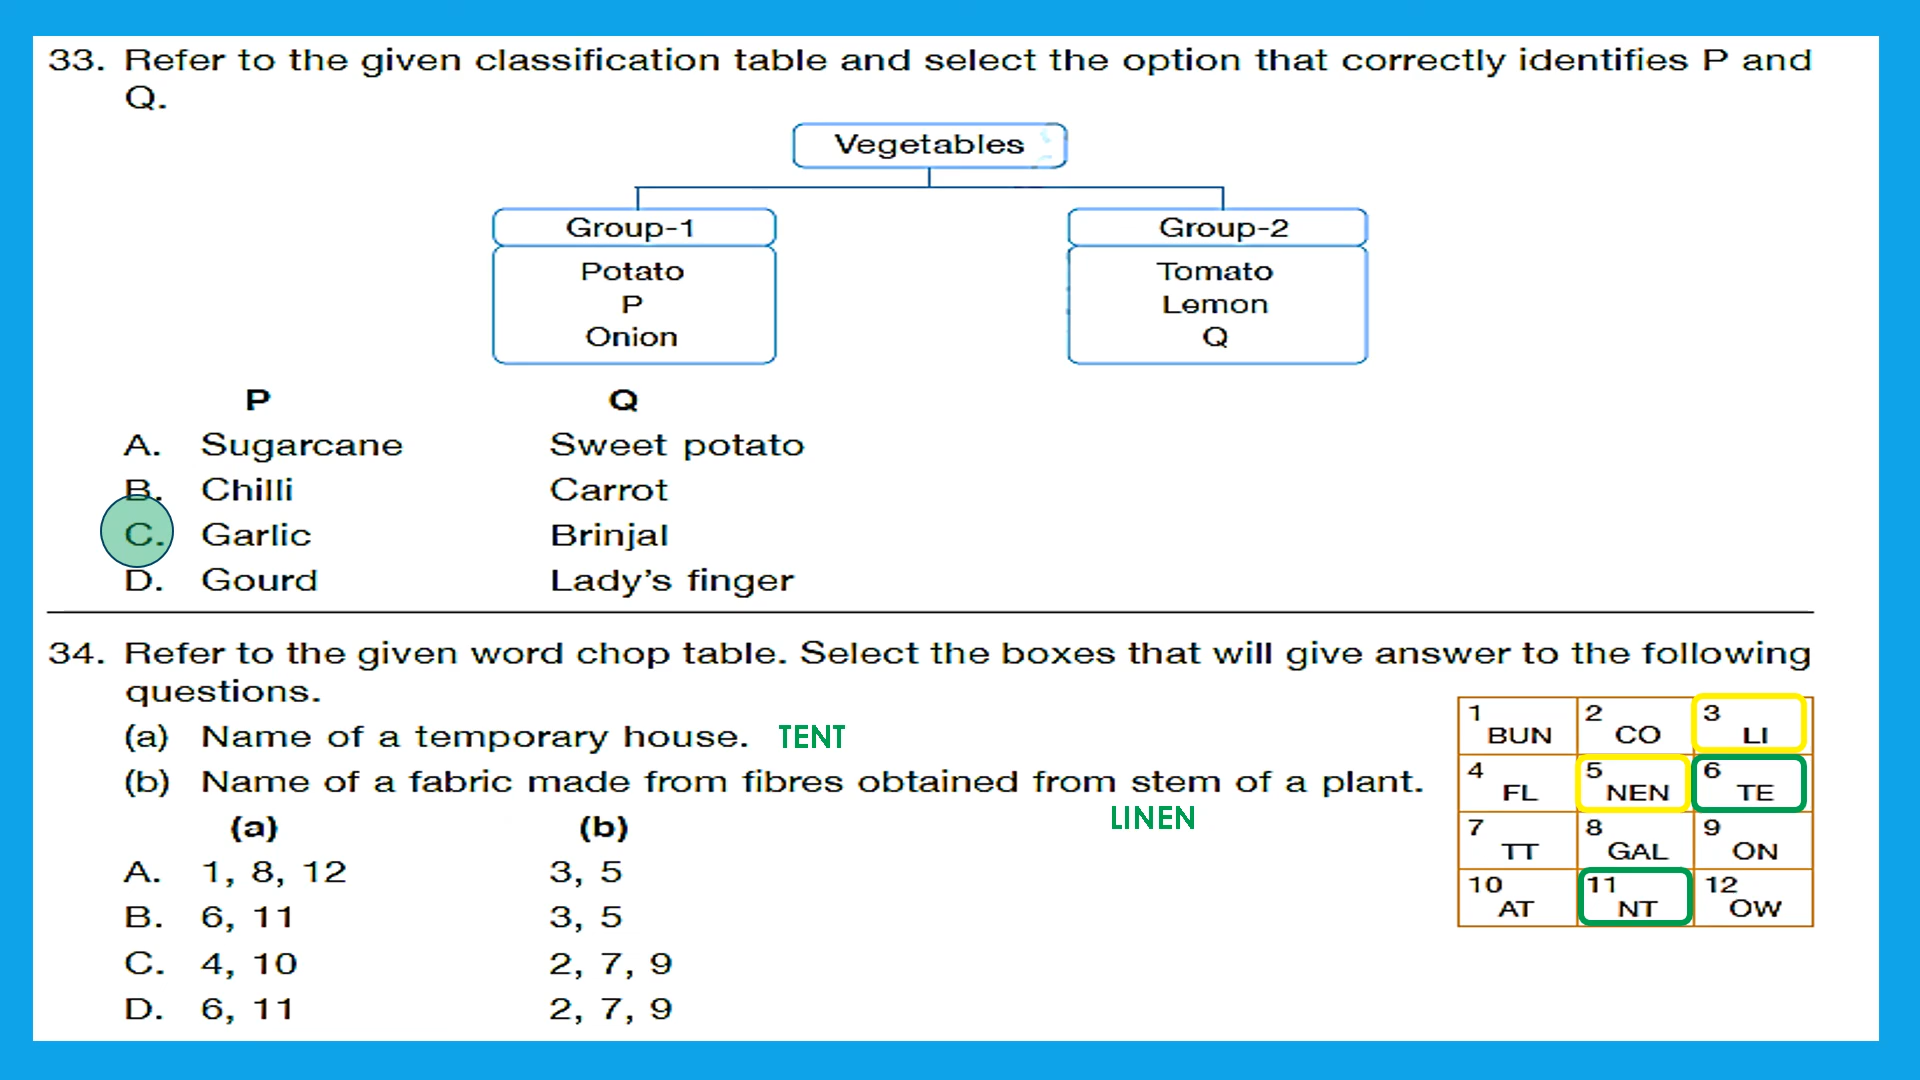 33. Refer to the given classification table and select the option that correctly identifies P and
Q.
Vegetables
Group-1
Group-2
Potato
P
Onion
Tomato
Lemon
Q
P Q
A. Sugarcane Sweet potato
B. Chilli Carrot
C. Garlic Brinjal
D. Gourd Lady's finger
34. Refer to the given word chop table. Select the boxes that will give answer to the following
questions.
(a) Name of a temporary house. TENT
(b) Name of a fabric made from fibres obtained from stem of a plant.
LINEN
(a) (b)
A. 1, 8, 12 3, 5
B. 6, 11 3, 5
C. 4, 10 2, 7, 9
D. 6, 11 2, 7, 9
1 BUN 2 CO 3 LI
4 FL 5 NEN 6 TE
7 TT 8 GAL 9 ON
10 AT 11 NT 12 OW